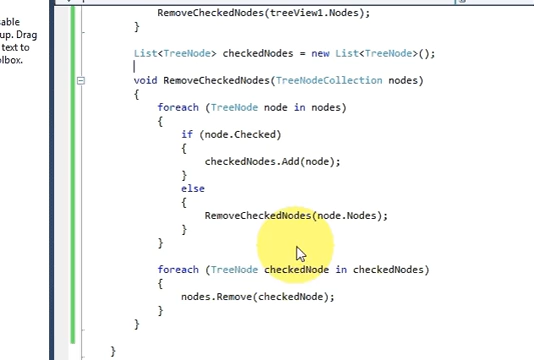 usable
up. Drag
text to
lbox.
RemoveCheckedNodes(treeView1.Nodes);
}
List<TreeNode> checkedNodes = new List<TreeNode>();
void RemoveCheckedNodes(TreeNodeCollection nodes)
{
foreach (TreeNode node in nodes)
{
if (node.Checked)
{
checkedNodes.Add(node);
}
else
{
RemoveCheckedNodes(node.Nodes);
}
}
foreach (TreeNode checkedNode in checkedNodes)
{
nodes.Remove(checkedNode);
}
}
}